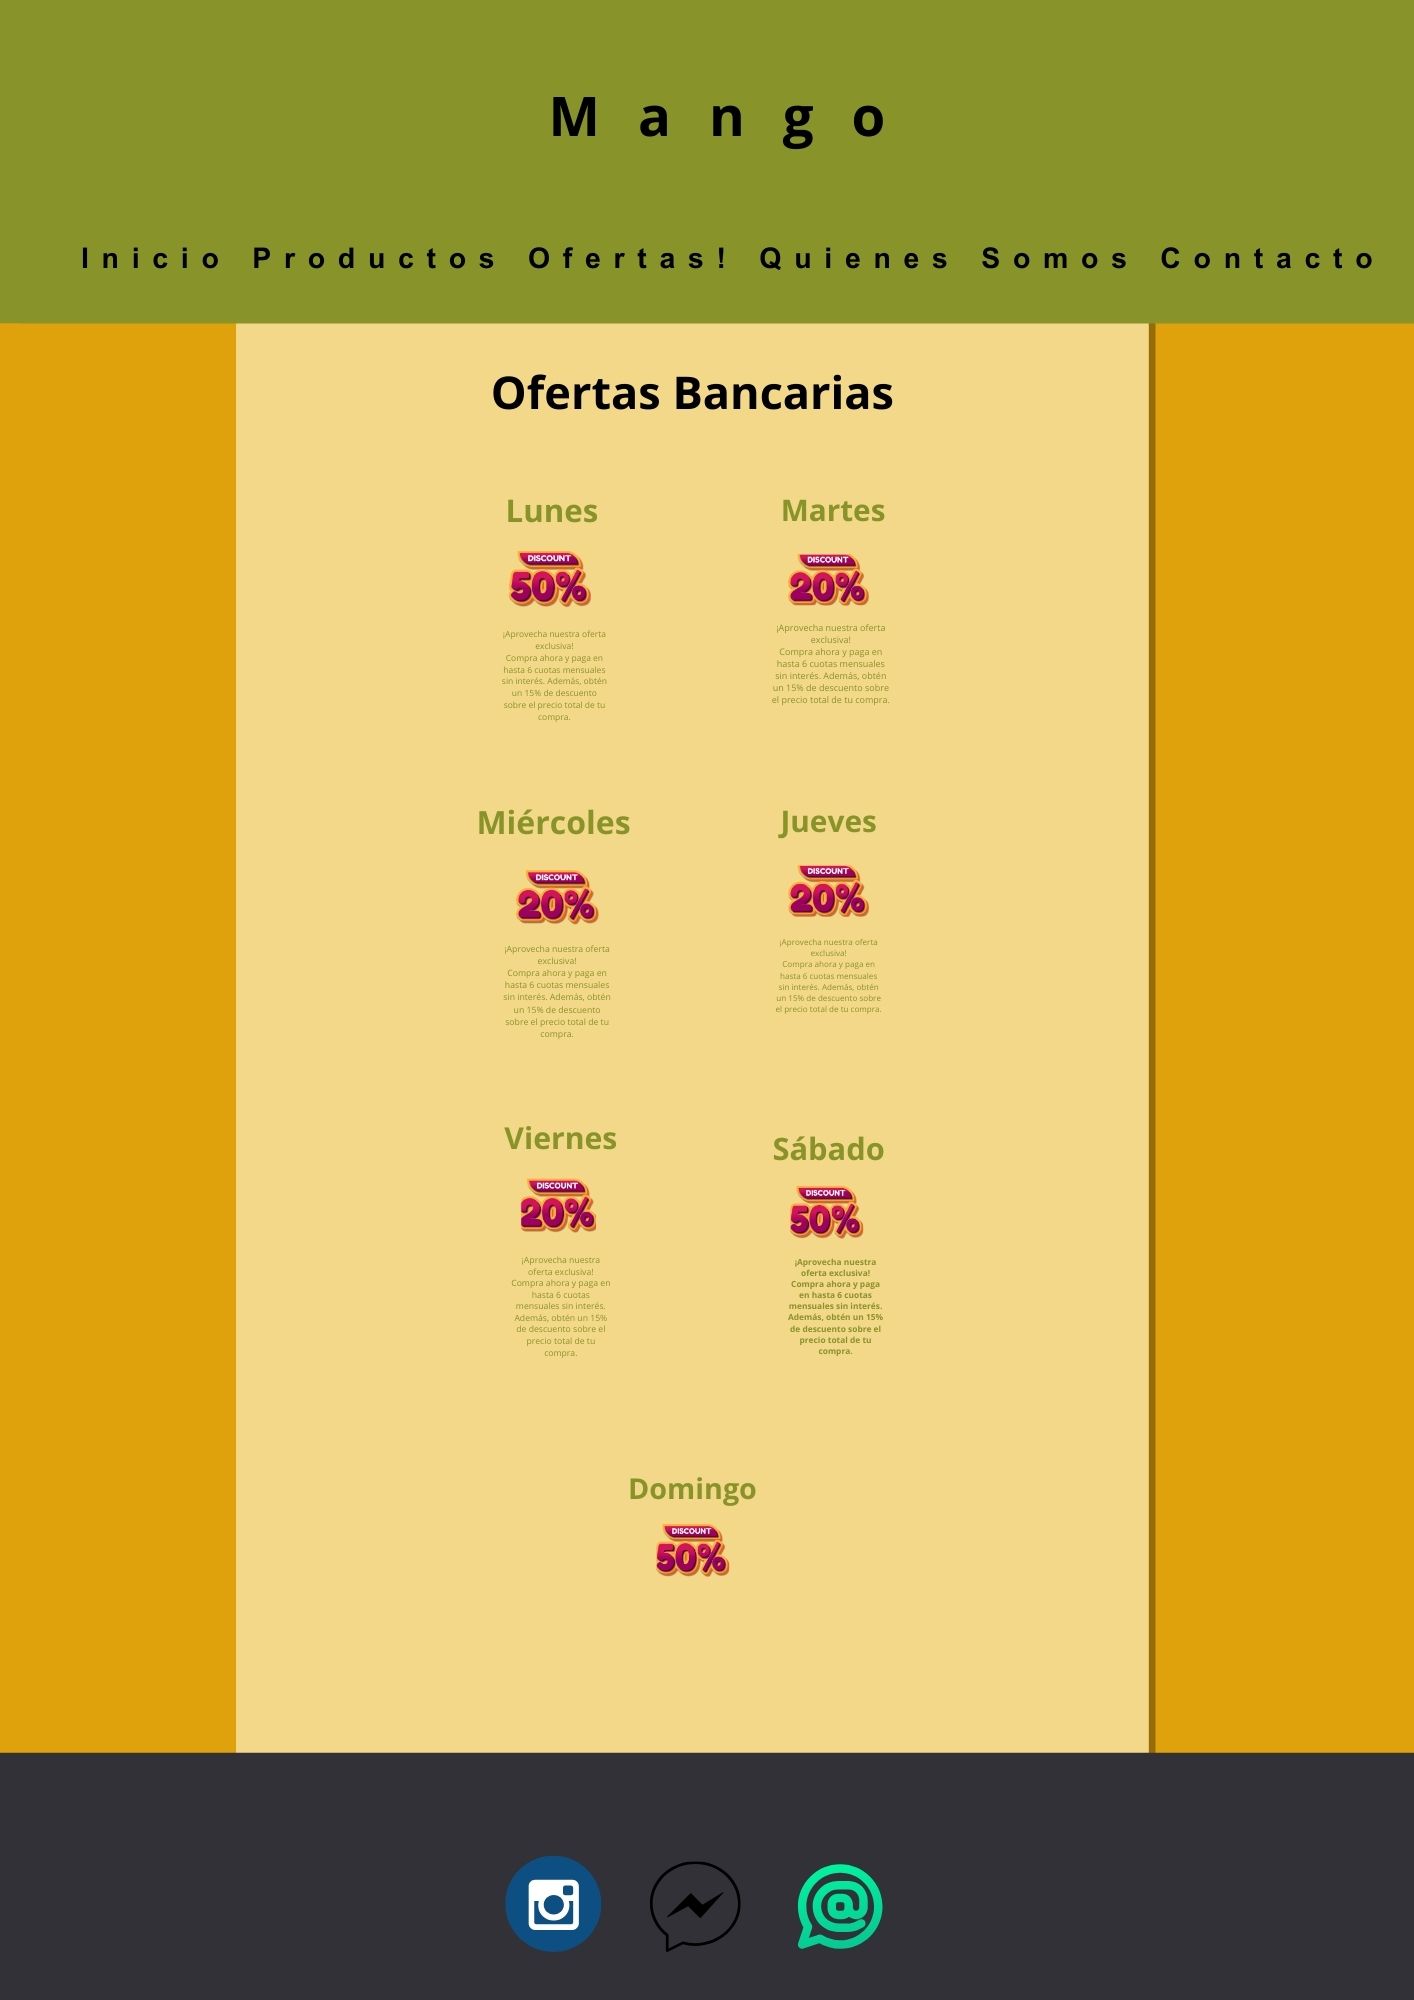 Mango
Inicio Productos Ofertas! Quienes Somos Contacto
Ofertas Bancarias
Lunes
DISCOUNT
50%
¡Aprovecha nuestra oferta
exclusiva!
Compra ahora y paga en
hasta 6 cuotas mensuales
sin interés. Además, obtén
un 15% de descuento
sobre el precio total de tu
compra.
Martes
DISCOUNT
20%
¡Aprovecha nuestra oferta
exclusiva!
Compra ahora y paga en
hasta 6 cuotas mensuales
sin interés. Además, obtén
un 15% de descuento sobre
el precio total de tu compra.
Miércoles
DISCOUNT
20%
¡Aprovecha nuestra oferta
exclusiva!
Compra ahora y paga en
hasta 6 cuotas mensuales
sin interés. Además, obtén
un 15% de descuento
sobre el precio total de tu
compra.
Jueves
DISCOUNT
20%
¡Aprovecha nuestra oferta
exclusiva!
Compra ahora y paga en
hasta 6 cuotas mensuales
sin interés. Además, obtén
un 15% de descuento sobre
el precio total de tu compra.
Viernes
DISCOUNT
20%
¡Aprovecha nuestra
oferta exclusiva!
Compra ahora y paga en
hasta 6 cuotas
mensuales sin interés.
Además, obtén un 15%
de descuento sobre el
precio total de tu
compra.
Sábado
DISCOUNT
50%
¡Aprovecha nuestra
oferta exclusiva!
Compra ahora y paga
en hasta 6 cuotas
mensuales sin interés.
Además, obtén un 15%
de descuento sobre el
precio total de tu
compra.
Domingo
DISCOUNT
50%